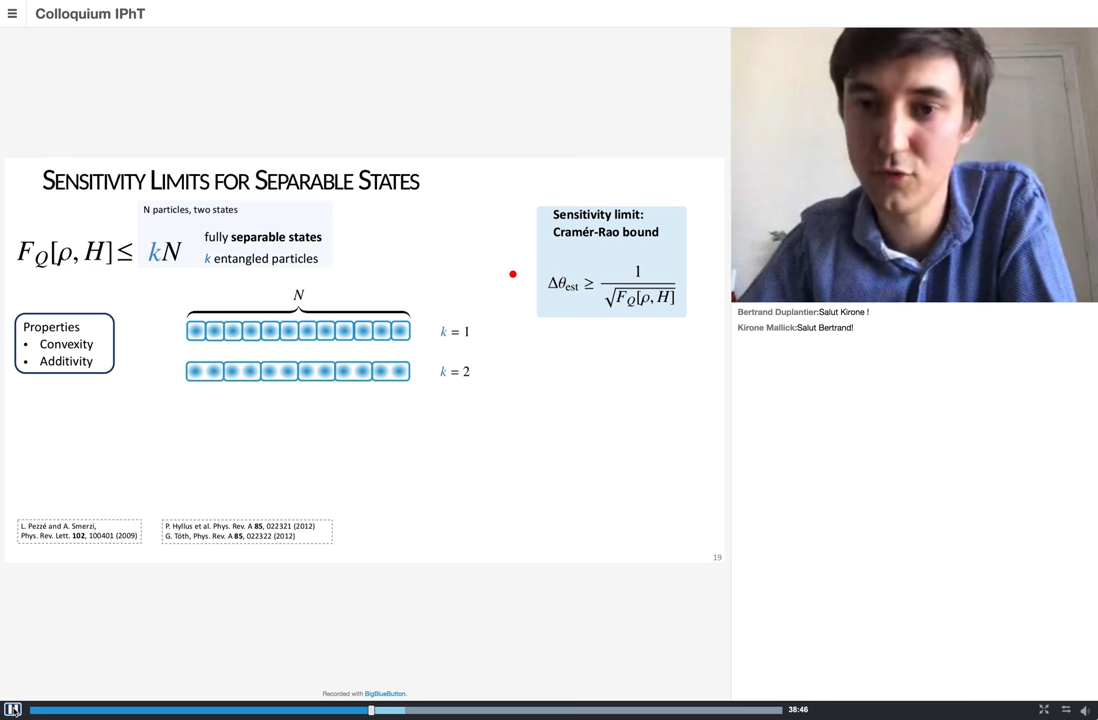 Colloquium IPhT
SENSITIVITY LIMITS FOR SEPARABLE STATES
N particles, two states
F_Q[ρ, H] ≤ kN
fully separable states
k entangled particles
Sensitivity limit:
Cramér-Rao bound
Δθ_est ≥ 1 / √F_Q[ρ, H]
N
Properties
• Convexity
• Additivity
k = 1
k = 2
L. Pezzé and A. Smerzi,
Phys. Rev. Lett. 102, 100401 (2009)
P. Hyllus et al. Phys. Rev. A 85, 022321 (2012)
G. Tóth, Phys. Rev. A 85, 022322 (2012)
19
Bertrand Duplantier:Salut Kirone !
Kirone Mallick:Salut Bertrand!
Recorded with BigBlueButton.
38:46